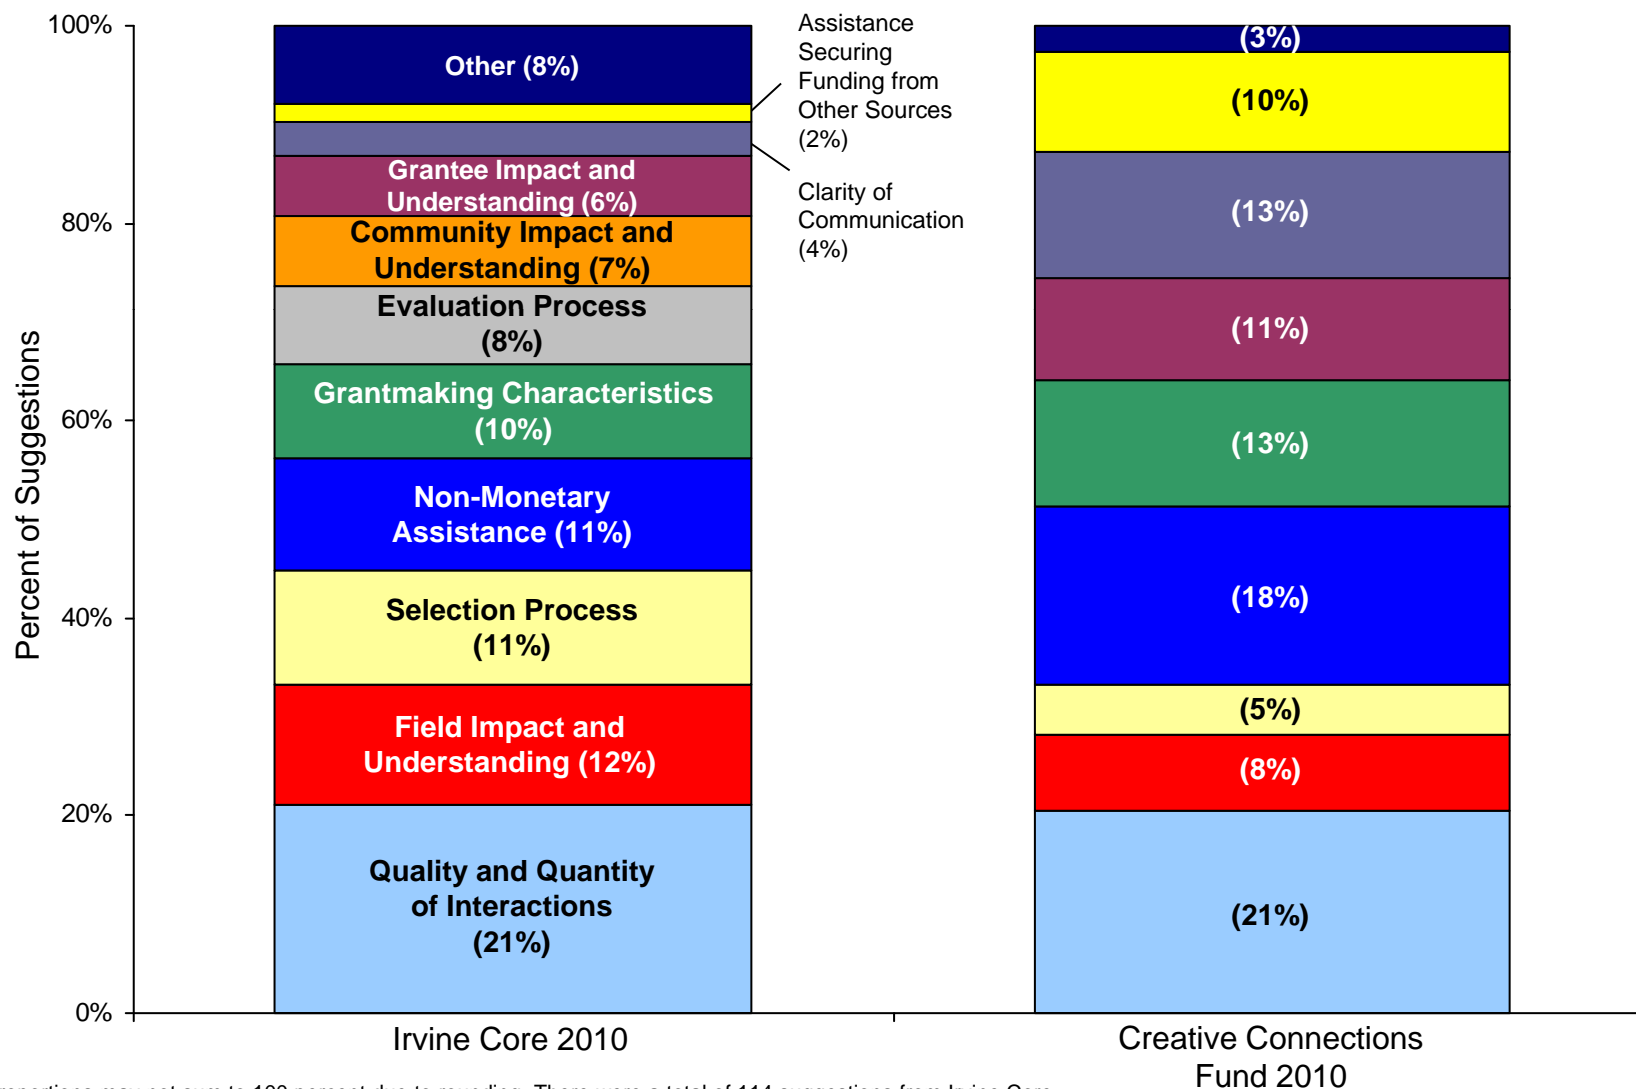 100%
80%
60%
40%
20%
0%
Percent of Suggestions
Other (8%)
Grantee Impact and
Understanding (6%)
Community Impact and
Understanding (7%)
Evaluation Process
(8%)
Grantmaking Characteristics
(10%)
Non-Monetary
Assistance (11%)
Selection Process
(11%)
Field Impact and
Understanding (12%)
Quality and Quantity
of Interactions
(21%)
Assistance
Securing
Funding from
Other Sources
(2%)
Clarity of
Communication
(4%)
(3%)
(10%)
(13%)
(11%)
(13%)
(18%)
(5%)
(8%)
(21%)
Irvine Core 2010
Creative Connections
Fund 2010